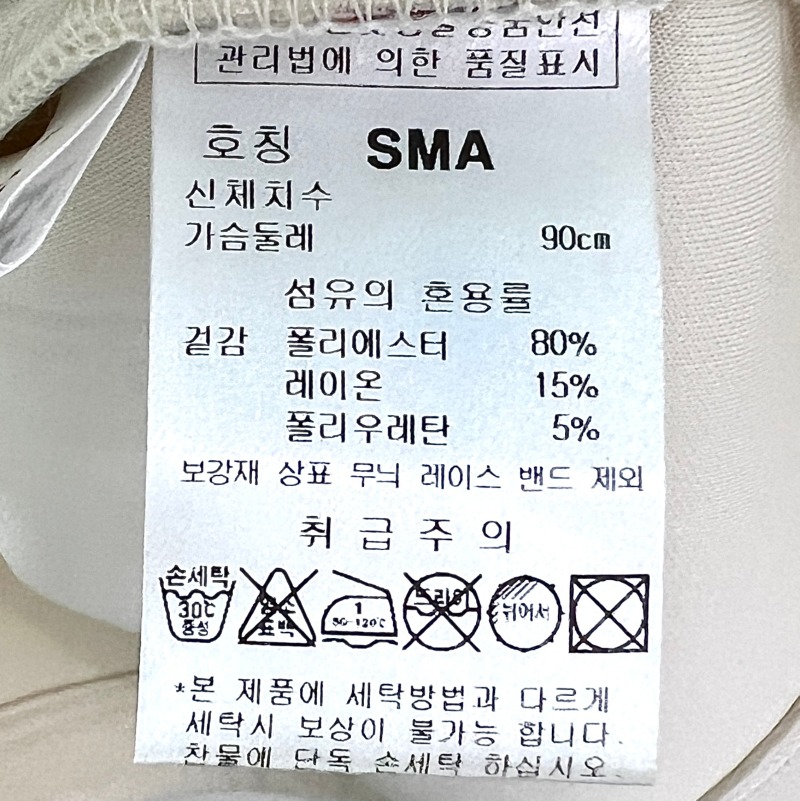 관리법에 의한 품질표시
호칭 SMA
신체치수
가슴둘레 90cm
섬유의 혼용률
겉감 폴리에스터 80%
레이온 15%
폴리우레탄 5%
보강재 상표 무늬 레이스 밴드 제외
취급주의
손세탁
30℃
중성
염소
표백
1
80~120℃
드라이
뉘어서
*본 제품에 세탁방법과 다르게
세탁시 보상이 불가능 합니다.
찬물에 단독 손세탁 하십시오.